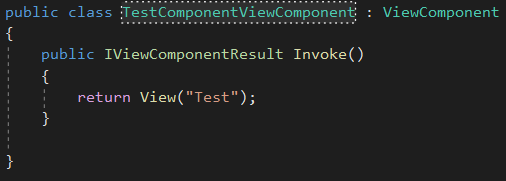 public class TestComponentViewComponent : ViewComponent
{
public IViewComponentResult Invoke()
{
return View("Test");
}
}